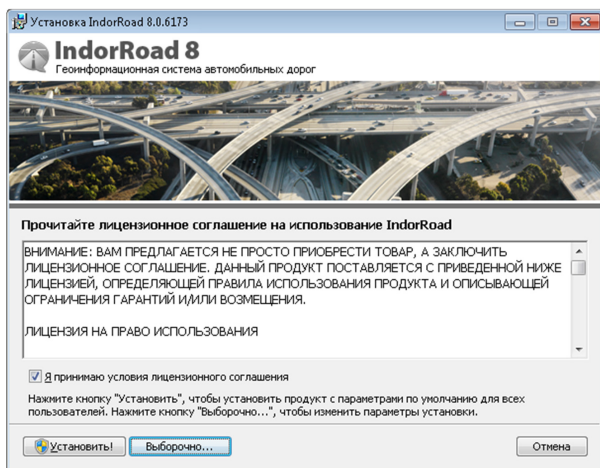 Установка IndorRoad 8.0.6173
IndorRoad 8
Геоинформационная система автомобильных дорог
Прочитайте лицензионное соглашение на использование IndorRoad
ВНИМАНИЕ: ВАМ ПРЕДЛАГАЕТСЯ НЕ ПРОСТО ПРИОБРЕСТИ ТОВАР, А ЗАКЛЮЧИТЬ
ЛИЦЕНЗИОННОЕ СОГЛАШЕНИЕ. ДАННЫЙ ПРОДУКТ ПОСТАВЛЯЕТСЯ С ПРИВЕДЕННОЙ НИЖЕ
ЛИЦЕНЗИЕЙ, ОПРЕДЕЛЯЮЩЕЙ ПРАВИЛА ИСПОЛЬЗОВАНИЯ ПРОДУКТА И ОПИСЫВАЮЩЕЙ
ОГРАНИЧЕНИЯ ГАРАНТИЙ И/ИЛИ ВОЗМЕЩЕНИЯ.
ЛИЦЕНЗИЯ НА ПРАВО ИСПОЛЬЗОВАНИЯ
Я принимаю условия лицензионного соглашения
Нажмите кнопку "Установить", чтобы установить продукт с параметрами по умолчанию для всех
пользователей. Нажмите кнопку "Выборочно...", чтобы изменить параметры установки.
Установить!
Выборочно...
Отмена